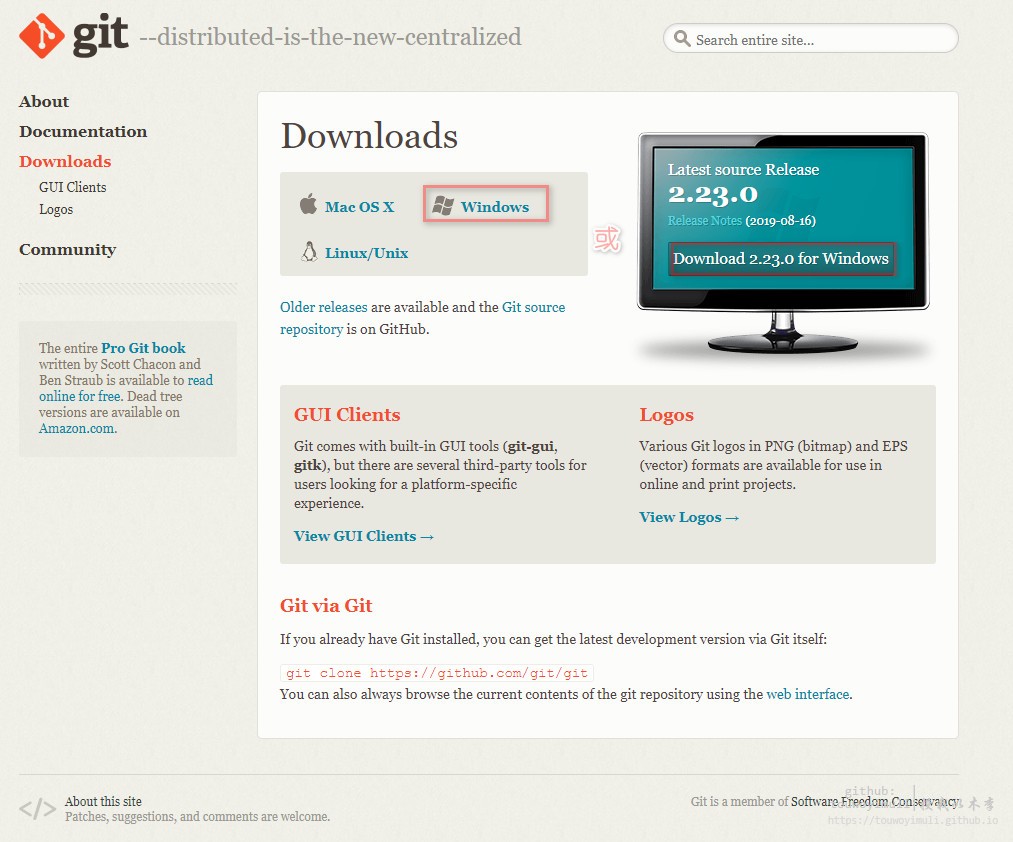 git --distributed-is-the-new-centralized
Search entire site...
About
Documentation
Downloads
GUI Clients
Logos
Community
The entire Pro Git book
written by Scott Chacon and
Ben Straub is available to read
online for free. Dead tree
versions are available on
Amazon.com.
Downloads
Mac OS X
Windows
Linux/Unix
或
Latest source Release
2.23.0
Release Notes (2019-08-16)
Download 2.23.0 for Windows
Older releases are available and the Git source
repository is on GitHub.
GUI Clients
Git comes with built-in GUI tools (git-gui,
gitk), but there are several third-party tools for
users looking for a platform-specific
experience.
View GUI Clients →
Logos
Various Git logos in PNG (bitmap) and EPS
(vector) formats are available for use in
online and print projects.
View Logos →
Git via Git
If you already have Git installed, you can get the latest development version via Git itself:
git clone https://github.com/git/git
You can also always browse the current contents of the git repository using the web interface.
</> About this site
Patches, suggestions, and comments are welcome.
Git is a member of Software Freedom Conservancy
github:
https://touwoyimuli.github.io